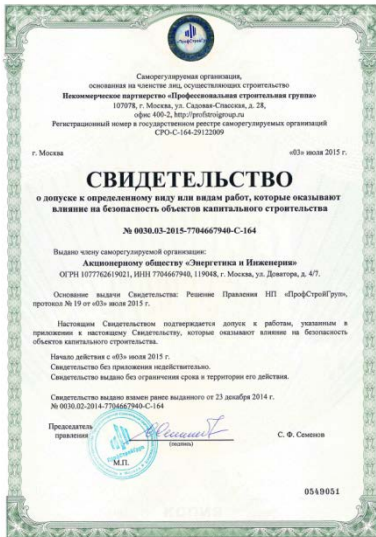 ПрофСтройГруп
Саморегулируемая организация,
основанная на членстве лиц, осуществляющих строительство
Некоммерческое партнерство «Профессиональная строительная группа»
107078, г. Москва, ул. Садовая-Спасская, д. 28,
офис 400-2, http://profistroigroup.ru
Регистрационный номер в государственном реестре саморегулируемых организаций
СРО-С-164-29122009
г. Москва «03» июля 2015 г.
СВИДЕТЕЛЬСТВО
о допуске к определенному виду или видам работ, которые оказывают
влияние на безопасность объектов капитального строительства
№ 0030.03-2015-7704667940-С-164
Выдано члену саморегулируемой организации:
Акционерному обществу «Энергетика и Инженерия»
ОГРН 1077762619021, ИНН 7704667940, 119048, г. Москва, ул. Доватора, д. 4/7.
Основание выдачи Свидетельства: Решение Правления НП «ПрофСтройГруп»,
протокол № 19 от «03» июля 2015 г.
Настоящим Свидетельством подтверждается допуск к работам, указанным в
приложении к настоящему Свидетельству, которые оказывают влияние на безопасность
объектов капитального строительства.
Начало действия с «03» июля 2015 г.
Свидетельство без приложения недействительно.
Свидетельство выдано без ограничения срока и территории его действия.
Свидетельство выдано взамен ранее выданного от 23 декабря 2014 г.
№ 0030.02-2014-7704667940-С-164
Председатель
правления
(подпись)
С. Ф. Семенов
М.П.
0549051